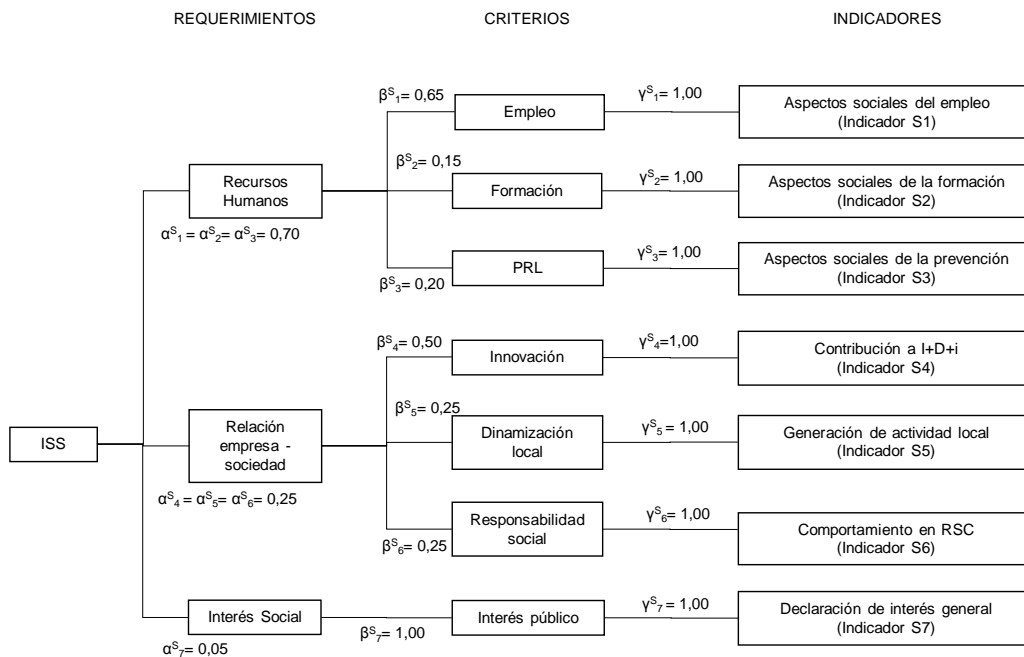 REQUERIMIENTOS
CRITERIOS
INDICADORES
β^S_1= 0,65
γ^S_1= 1,00
Empleo
Aspectos sociales del empleo
(Indicador S1)
Recursos
Humanos
α^S_1 = α^S_2= α^S_3= 0,70
β^S_2= 0,15
γ^S_2= 1,00
Formación
Aspectos sociales de la formación
(Indicador S2)
β^S_3= 0,20
γ^S_3= 1,00
PRL
Aspectos sociales de la prevención
(Indicador S3)
β^S_4= 0,50
γ^S_4=1,00
Innovación
Contribución a I+D+i
(Indicador S4)
ISS
Relación
empresa -
sociedad
α^S_4 = α^S_5= α^S_6= 0,25
β^S_5= 0,25
γ^S_5= 1,00
Dinamización
local
Generación de actividad local
(Indicador S5)
β^S_6= 0,25
γ^S_6= 1,00
Responsabilidad
social
Comportamiento en RSC
(Indicador S6)
Interés Social
α^S_7= 0,05
β^S_7= 1,00
γ^S_7= 1,00
Interés público
Declaración de interés general
(Indicador S7)